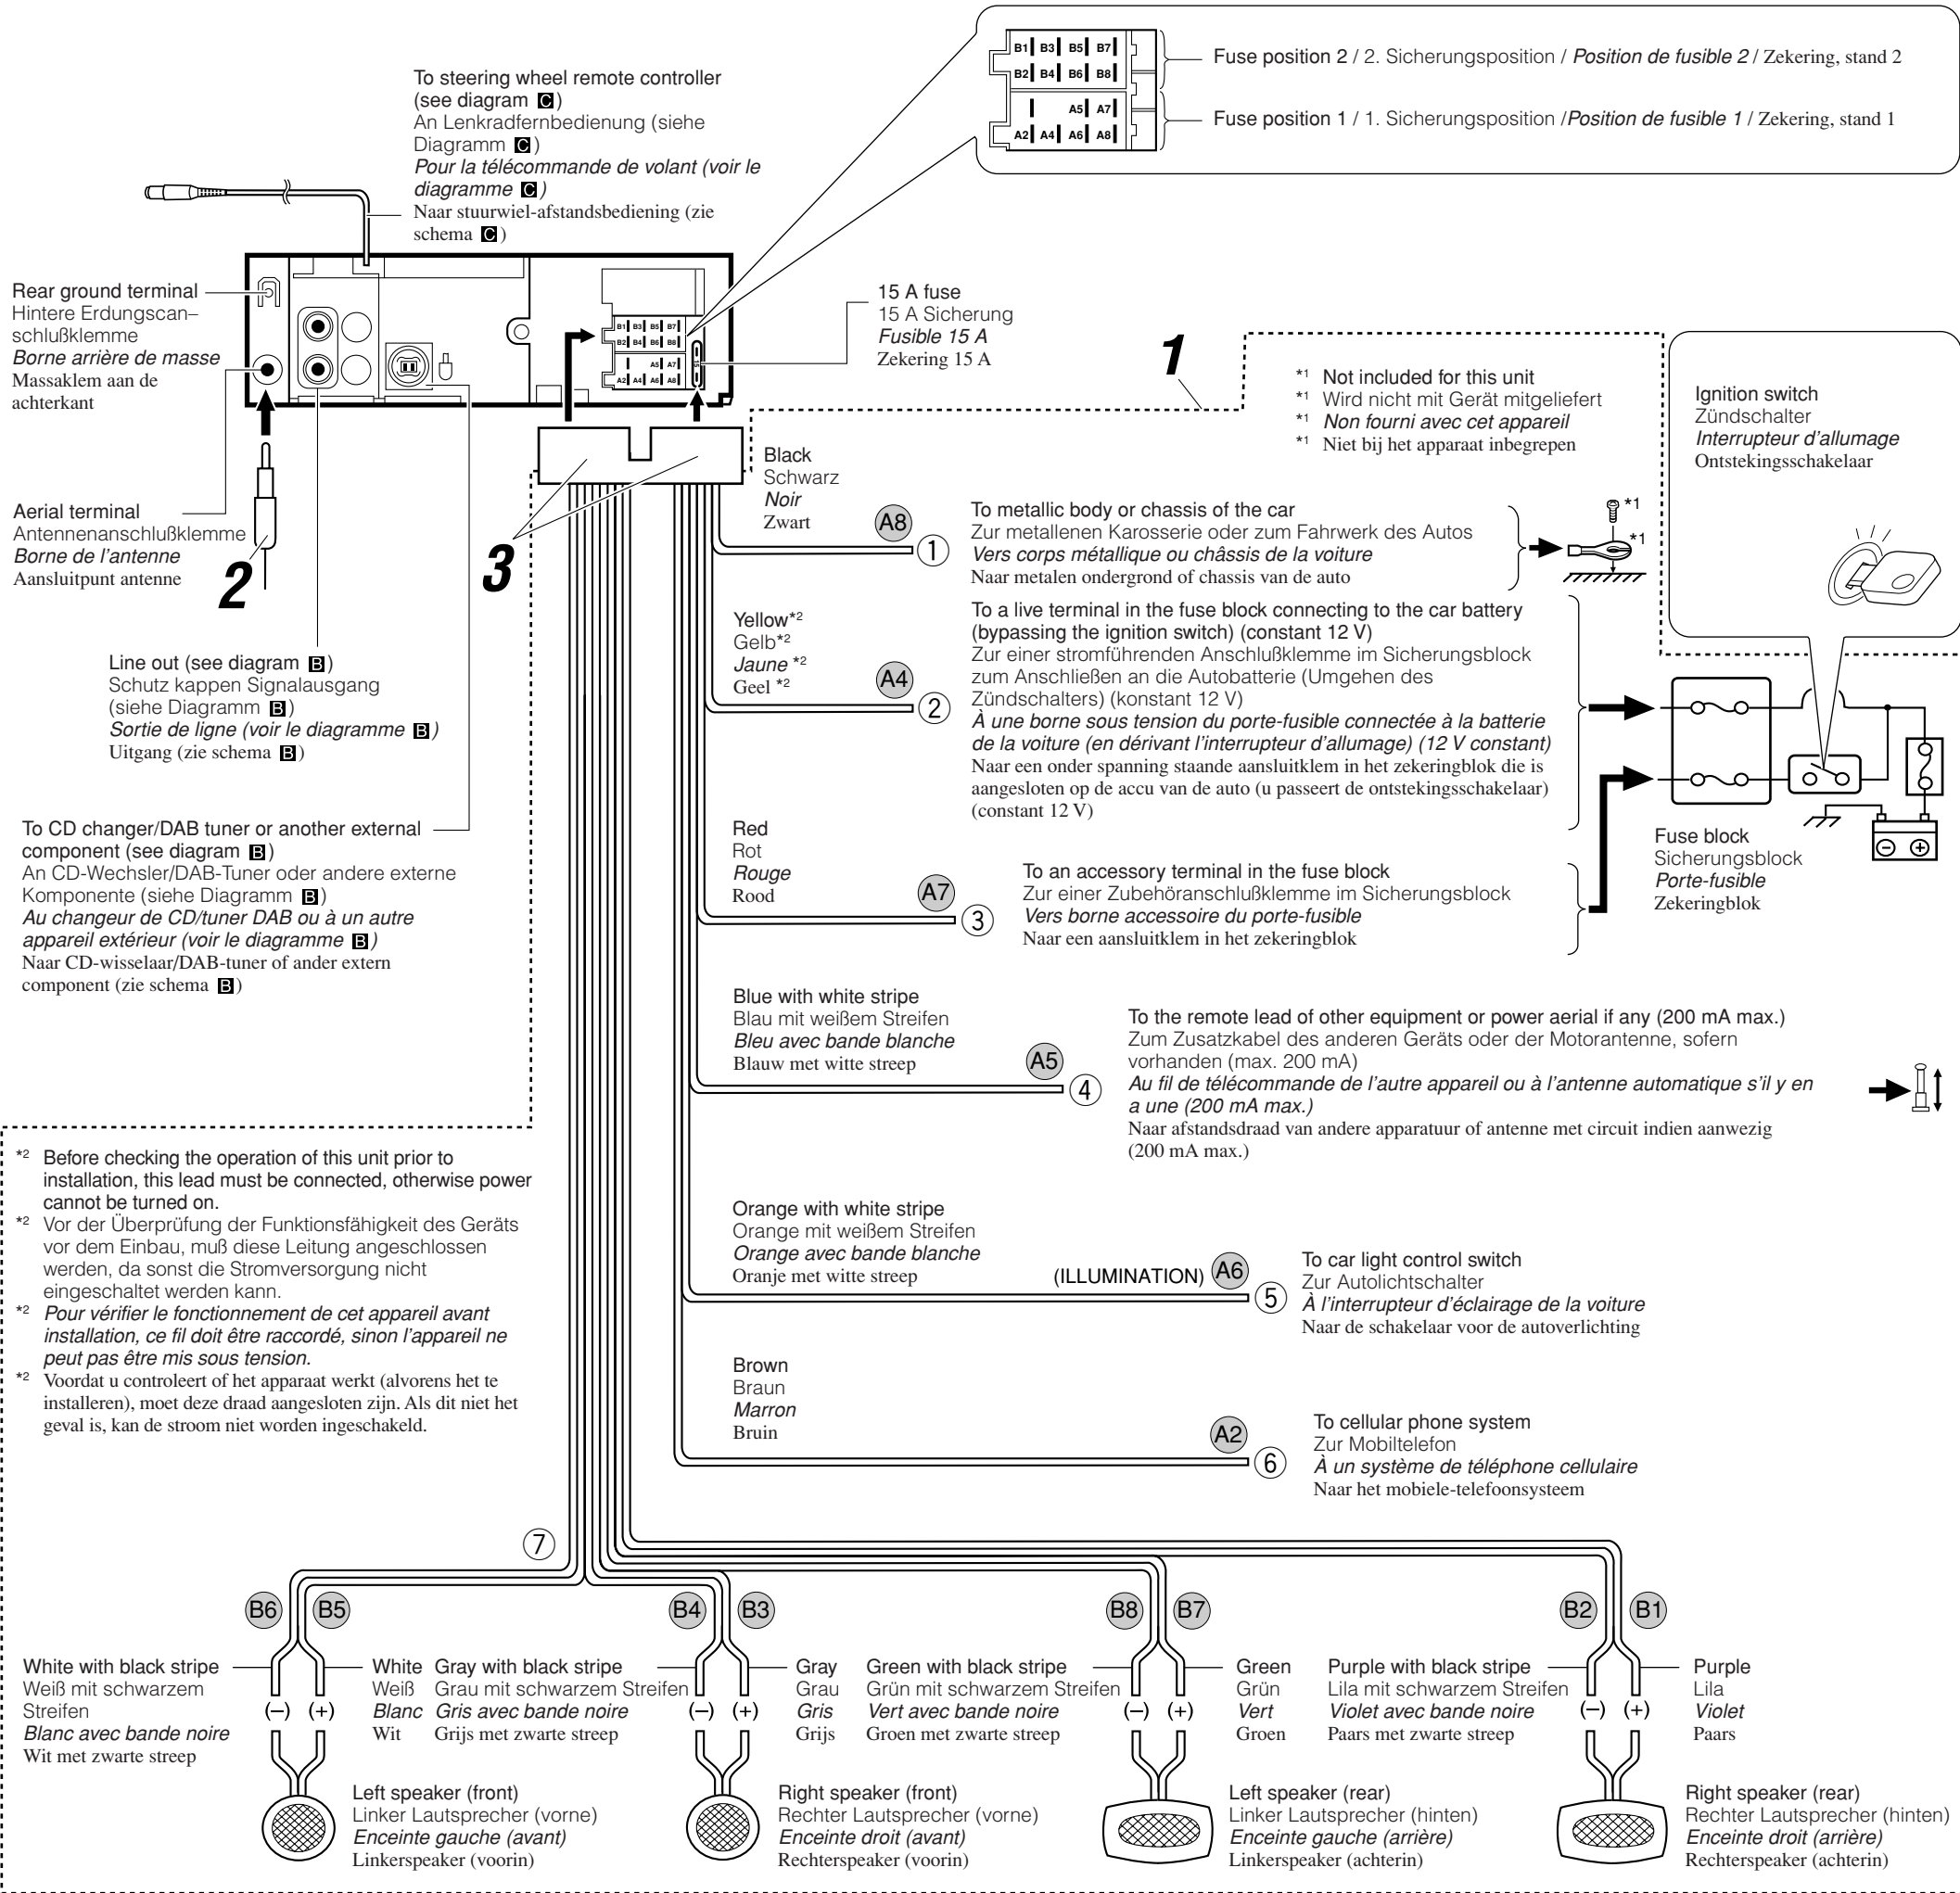 B1 B3 B5 B7
B2 B4 B6 B8
A5 A7
A2 A4 A6 A8
Fuse position 2 / 2. Sicherungsposition / Position de fusible 2 / Zekering, stand 2
Fuse position 1 / 1. Sicherungsposition /Position de fusible 1 / Zekering, stand 1
To steering wheel remote controller
(see diagram C)
An Lenkradfernbedienung (siehe
Diagramm C)
Pour la télécommande de volant (voir le
diagramme C)
Naar stuurwiel-afstandsbediening (zie
schema C)
Rear ground terminal
Hintere Erdungscan–
schlußklemme
Borne arrière de masse
Massaklem aan de
achterkant
B1 B3 B5 B7
B2 B4 B6 B8
A5 A7
A2 A4 A6 A8
15
15 A fuse
15 A Sicherung
Fusible 15 A
Zekering 15 A
1
*1 Not included for this unit
*1 Wird nicht mit Gerät mitgeliefert
*1 Non fourni avec cet appareil
*1 Niet bij het apparaat inbegrepen
Ignition switch
Zündschalter
Interrupteur d'allumage
Ontstekingsschakelaar
Aerial terminal
Antennenanschlußklemme
Borne de l'antenne
Aansluitpunt antenne
2
3
Black
Schwarz
Noir
Zwart
A8
1
To metallic body or chassis of the car
Zur metallenen Karosserie oder zum Fahrwerk des Autos
Vers corps métallique ou châssis de la voiture
Naar metalen ondergrond of chassis van de auto
*1
*1
Line out (see diagram B)
Schutz kappen Signalausgang
(siehe Diagramm B)
Sortie de ligne (voir le diagramme B)
Uitgang (zie schema B)
Yellow*2
Gelb*2
Jaune *2
Geel *2
A4
2
To a live terminal in the fuse block connecting to the car battery
(bypassing the ignition switch) (constant 12 V)
Zur einer stromführenden Anschlußklemme im Sicherungsblock
zum Anschließen an die Autobatterie (Umgehen des
Zündschalters) (konstant 12 V)
À une borne sous tension du porte-fusible connectée à la batterie
de la voiture (en dérivant l'interrupteur d'allumage) (12 V constant)
Naar een onder spanning staande aansluitklem in het zekeringblok die is
aangesloten op de accu van de auto (u passeert de ontstekingsschakelaar)
(constant 12 V)
Fuse block
Sicherungsblock
Porte-fusible
Zekeringblok
To CD changer/DAB tuner or another external
component (see diagram B)
An CD-Wechsler/DAB-Tuner oder andere externe
Komponente (siehe Diagramm B)
Au changeur de CD/tuner DAB ou à un autre
appareil extérieur (voir le diagramme B)
Naar CD-wisselaar/DAB-tuner of ander extern
component (zie schema B)
Red
Rot
Rouge
Rood
A7
3
To an accessory terminal in the fuse block
Zur einer Zubehöranschlußklemme im Sicherungsblock
Vers borne accessoire du porte-fusible
Naar een aansluitklem in het zekeringblok
Blue with white stripe
Blau mit weißem Streifen
Bleu avec bande blanche
Blauw met witte streep
A5
4
To the remote lead of other equipment or power aerial if any (200 mA max.)
Zum Zusatzkabel des anderen Geräts oder der Motorantenne, sofern
vorhanden (max. 200 mA)
Au fil de télécommande de l'autre appareil ou à l'antenne automatique s'il y en
a une (200 mA max.)
Naar afstandsdraad van andere apparatuur of antenne met circuit indien aanwezig
(200 mA max.)
*2 Before checking the operation of this unit prior to
installation, this lead must be connected, otherwise power
cannot be turned on.
*2 Vor der Überprüfung der Funktionsfähigkeit des Geräts
vor dem Einbau, muß diese Leitung angeschlossen
werden, da sonst die Stromversorgung nicht
eingeschaltet werden kann.
*2 Pour vérifier le fonctionnement de cet appareil avant
installation, ce fil doit être raccordé, sinon l'appareil ne
peut pas être mis sous tension.
*2 Voordat u controleert of het apparaat werkt (alvorens het te
installeren), moet deze draad aangesloten zijn. Als dit niet het
geval is, kan de stroom niet worden ingeschakeld.
Orange with white stripe
Orange mit weißem Streifen
Orange avec bande blanche
Oranje met witte streep
(ILLUMINATION) A6
5
To car light control switch
Zur Autolichtschalter
À l'interrupteur d'éclairage de la voiture
Naar de schakelaar voor de autoverlichting
Brown
Braun
Marron
Bruin
A2
6
To cellular phone system
Zur Mobiltelefon
À un système de téléphone cellulaire
Naar het mobiele-telefoonsysteem
7
B6 B5
B4 B3
B8 B7
B2 B1
White with black stripe
Weiß mit schwarzem
Streifen
Blanc avec bande noire
Wit met zwarte streep
(–) (+)
White
Weiß
Blanc
Wit
Left speaker (front)
Linker Lautsprecher (vorne)
Enceinte gauche (avant)
Linkerspeaker (voorin)
Gray with black stripe
Grau mit schwarzem Streifen
Gris avec bande noire
Grijs met zwarte streep
(–) (+)
Gray
Grau
Gris
Grijs
Right speaker (front)
Rechter Lautsprecher (vorne)
Enceinte droit (avant)
Rechterspeaker (voorin)
Green with black stripe
Grün mit schwarzem Streifen
Vert avec bande noire
Groen met zwarte streep
(–) (+)
Green
Grün
Vert
Groen
Left speaker (rear)
Linker Lautsprecher (hinten)
Enceinte gauche (arrière)
Linkerspeaker (achterin)
Purple with black stripe
Lila mit schwarzem Streifen
Violet avec bande noire
Paars met zwarte streep
(–) (+)
Purple
Lila
Violet
Paars
Right speaker (rear)
Rechter Lautsprecher (hinten)
Enceinte droit (arrière)
Rechterspeaker (achterin)